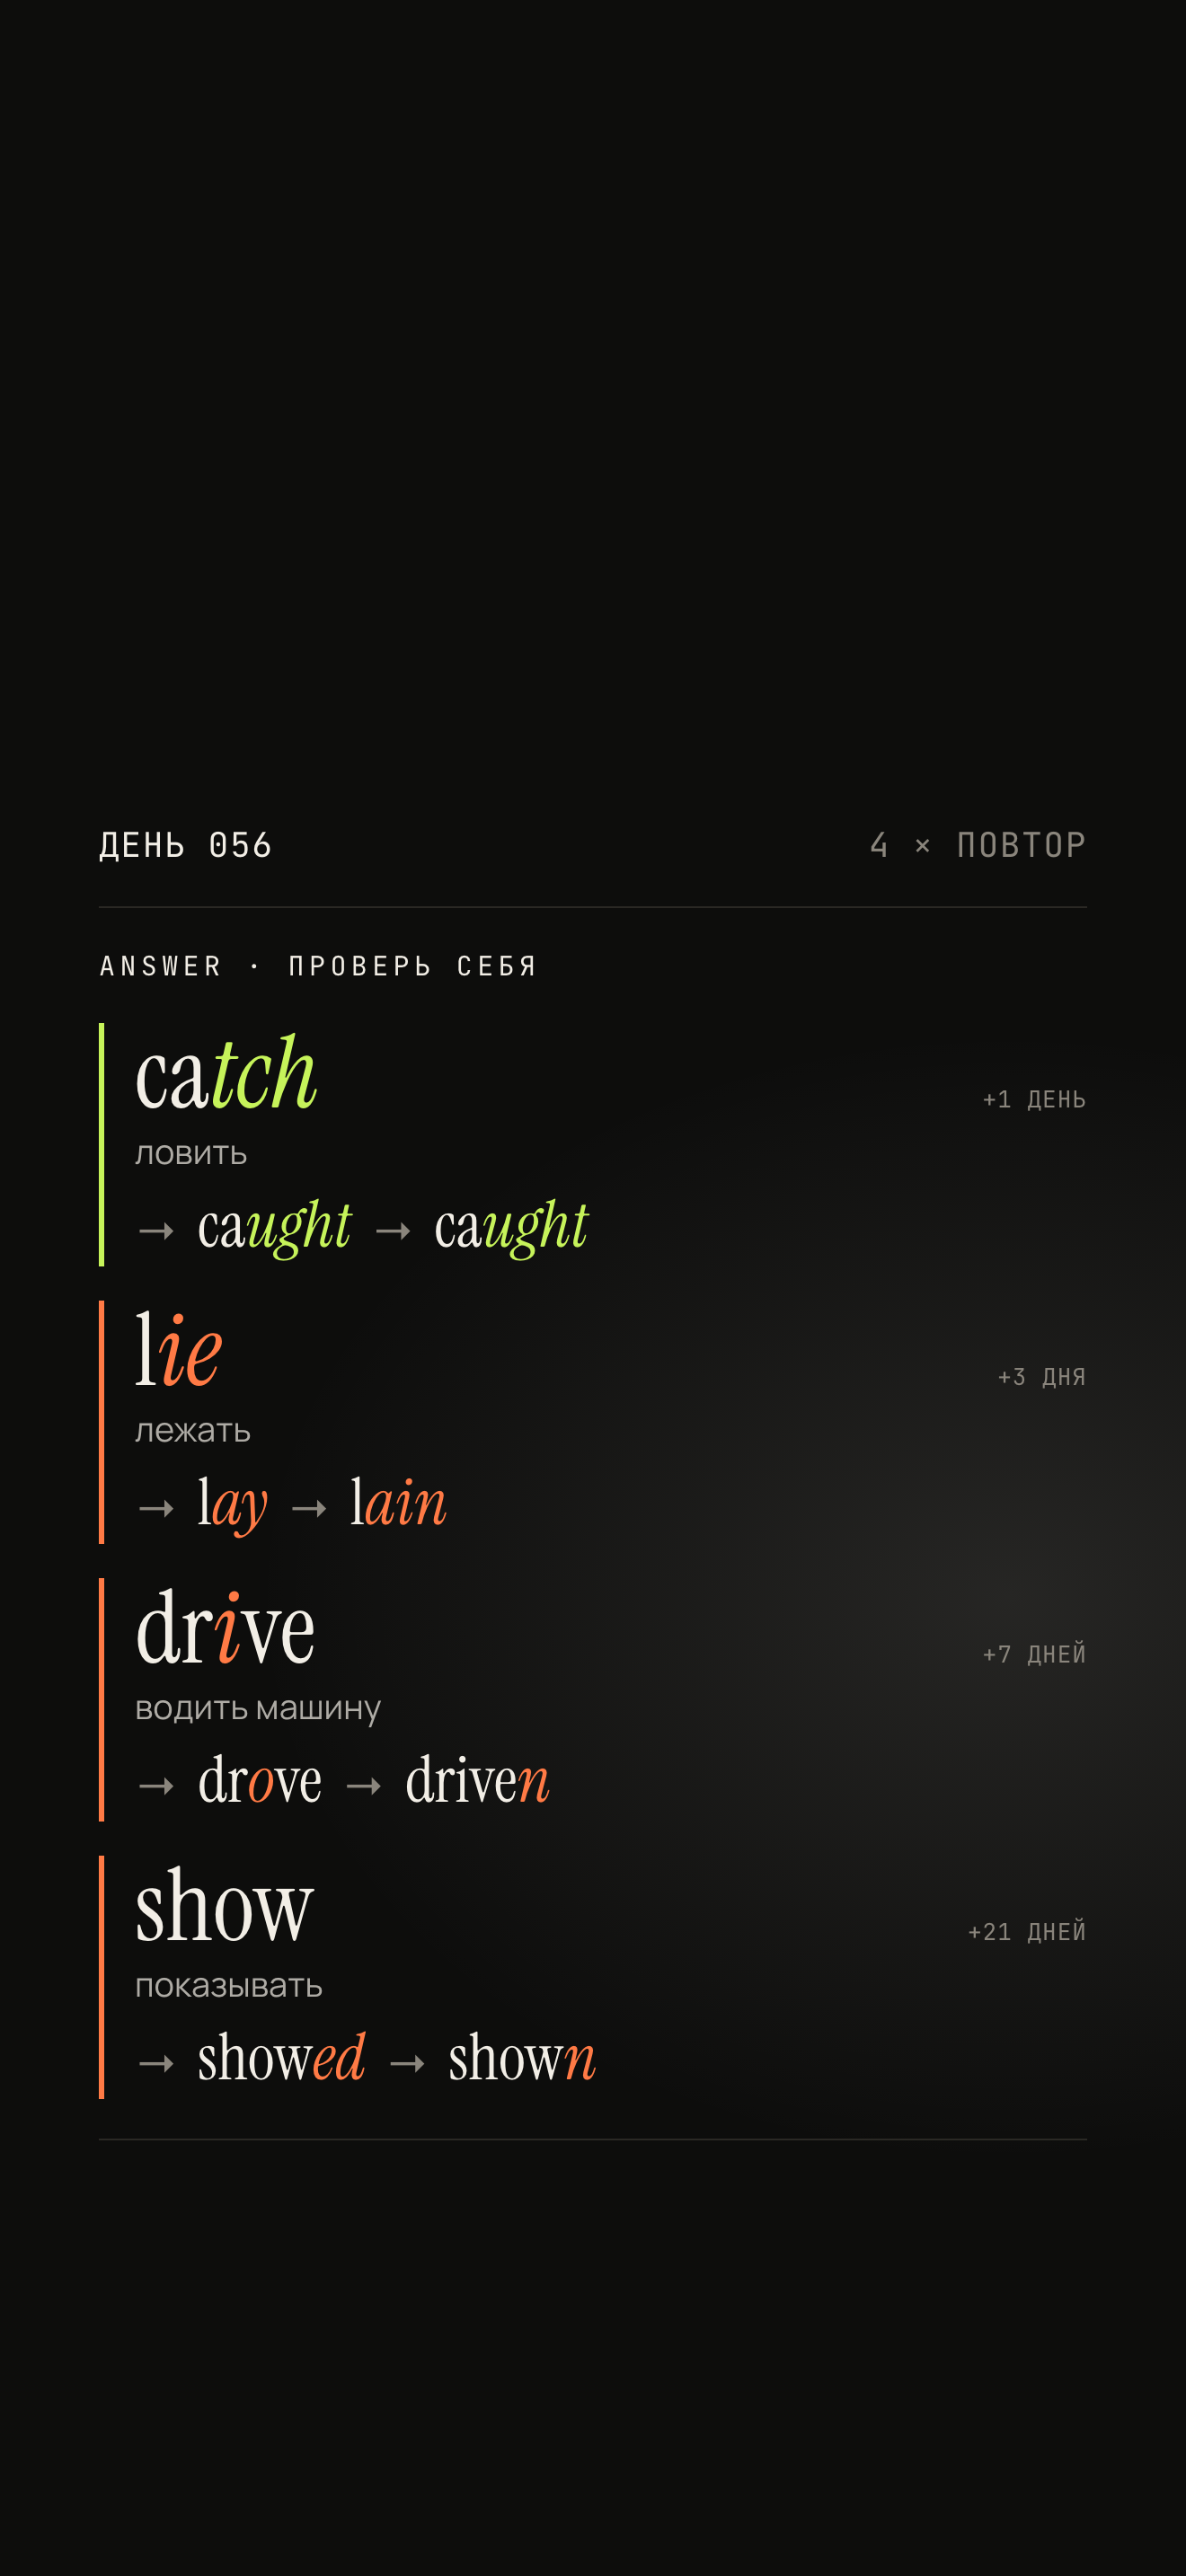 ДЕНЬ 056
4 × ПОВТОР
ANSWER · ПРОВЕРЬ СЕБЯ
catch
+1 ДЕНЬ
ловить
→ caught → caught
lie
+3 ДНЯ
лежать
→ lay → lain
drive
+7 ДНЕЙ
водить машину
→ drove → driven
show
+21 ДНЕЙ
показывать
→ showed → shown